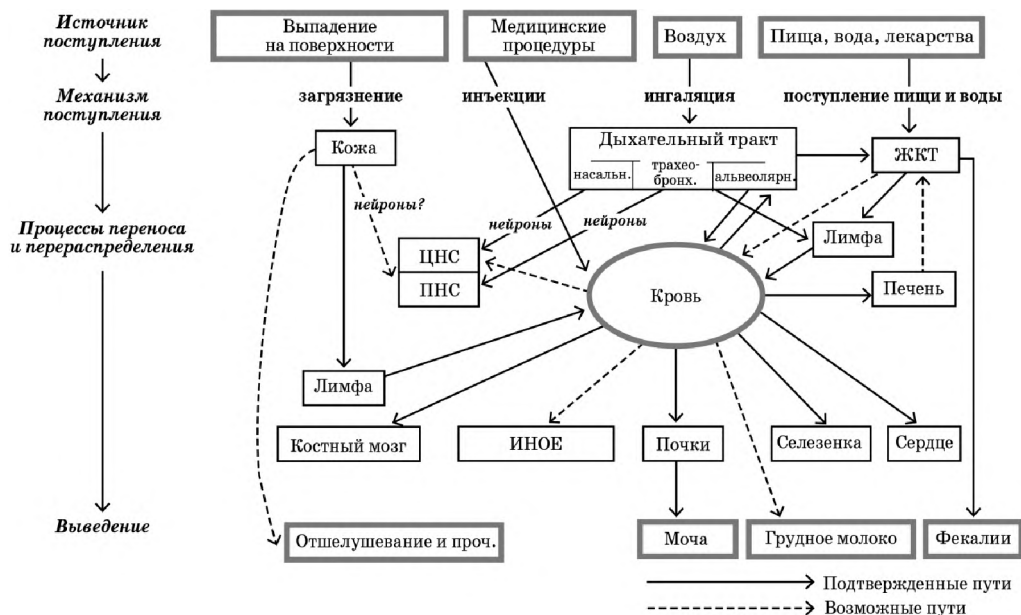 Источник
поступления
Выпадение
на поверхности
Медицинские
процедуры
Воздух
Пища, вода, лекарства
Механизм
поступления
загрязнение
инъекции
ингаляция
поступление пищи и воды
Кожа
Дыхательный тракт
насальн.
трахео-
бронх.
альвеолярн.
ЖКТ
нейроны?
нейроны
нейроны
Процессы переноса
и перераспределения
ЦНС
ПНС
Кровь
Лимфа
Печень
Лимфа
Костный мозг
ИНОЕ
Почки
Селезенка
Сердце
Выведение
Отшелушевание и проч.
Моча
Грудное молоко
Фекалии
Подтвержденные пути
Возможные пути